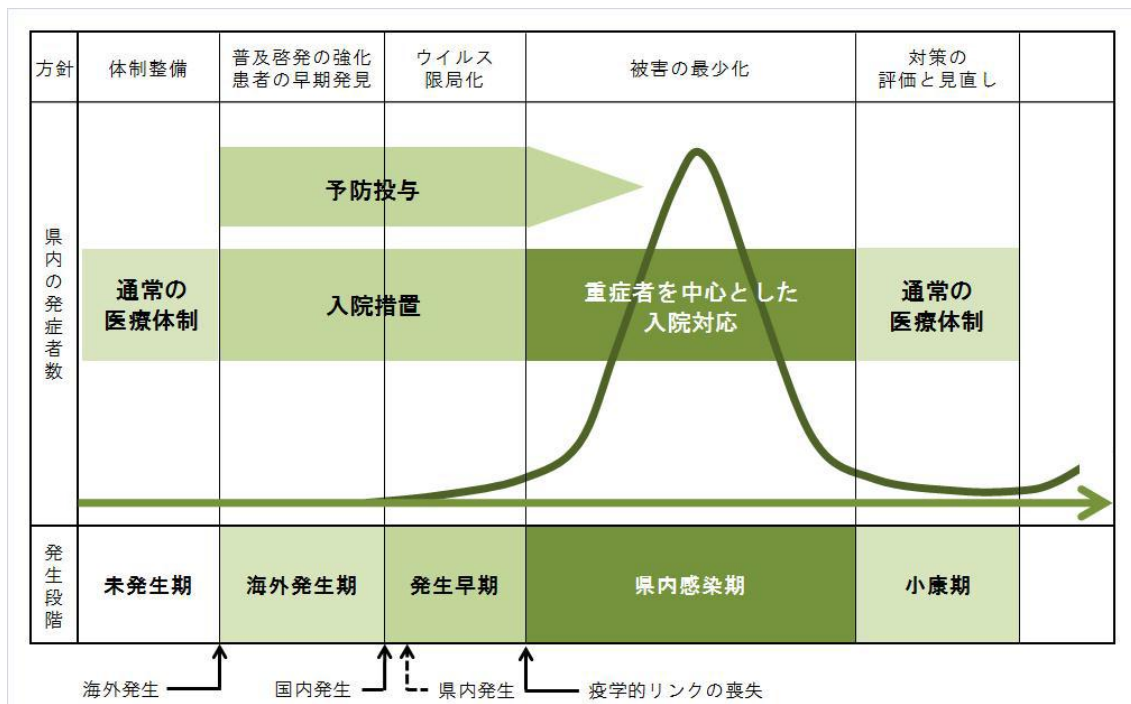 方針
体制整備
普及啓発の強化
患者の早期発見
ウイルス
限局化
被害の最少化
対策の
評価と見直し
県内の発症者数
予防投与
通常の
医療体制
入院措置
重症者を中心とした
入院対応
通常の
医療体制
発生段階
未発生期
海外発生期
発生早期
県内感染期
小康期
海外発生
国内発生
県内発生
疫学的リンクの喪失